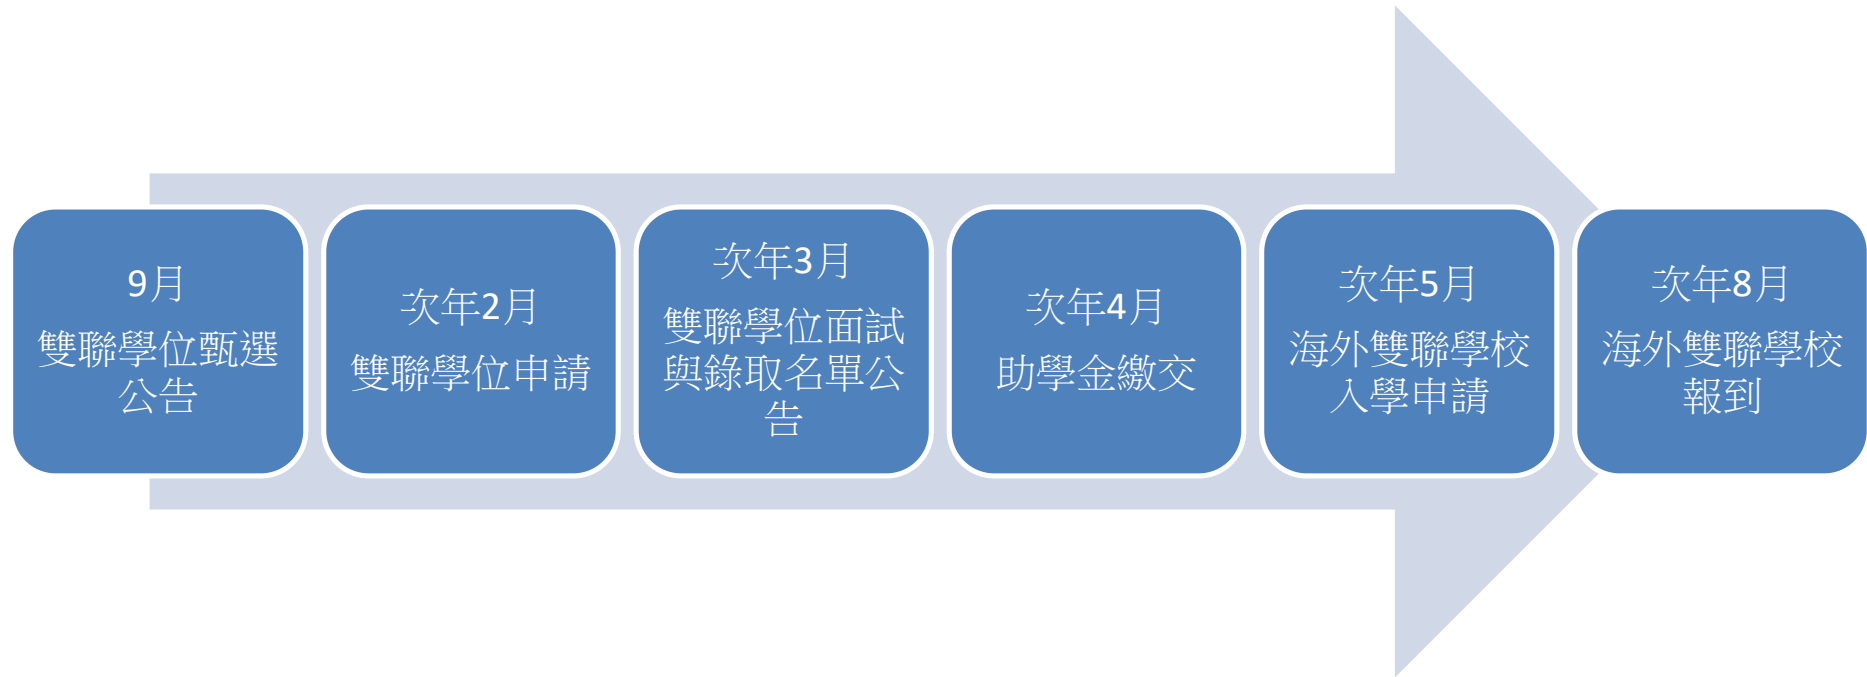 9月
雙聯學位甄選
公告
次年2月
雙聯學位申請
次年3月
雙聯學位面試
與錄取名單公
告
次年4月
助學金繳交
次年5月
海外雙聯學校
入學申請
次年8月
海外雙聯學校
報到